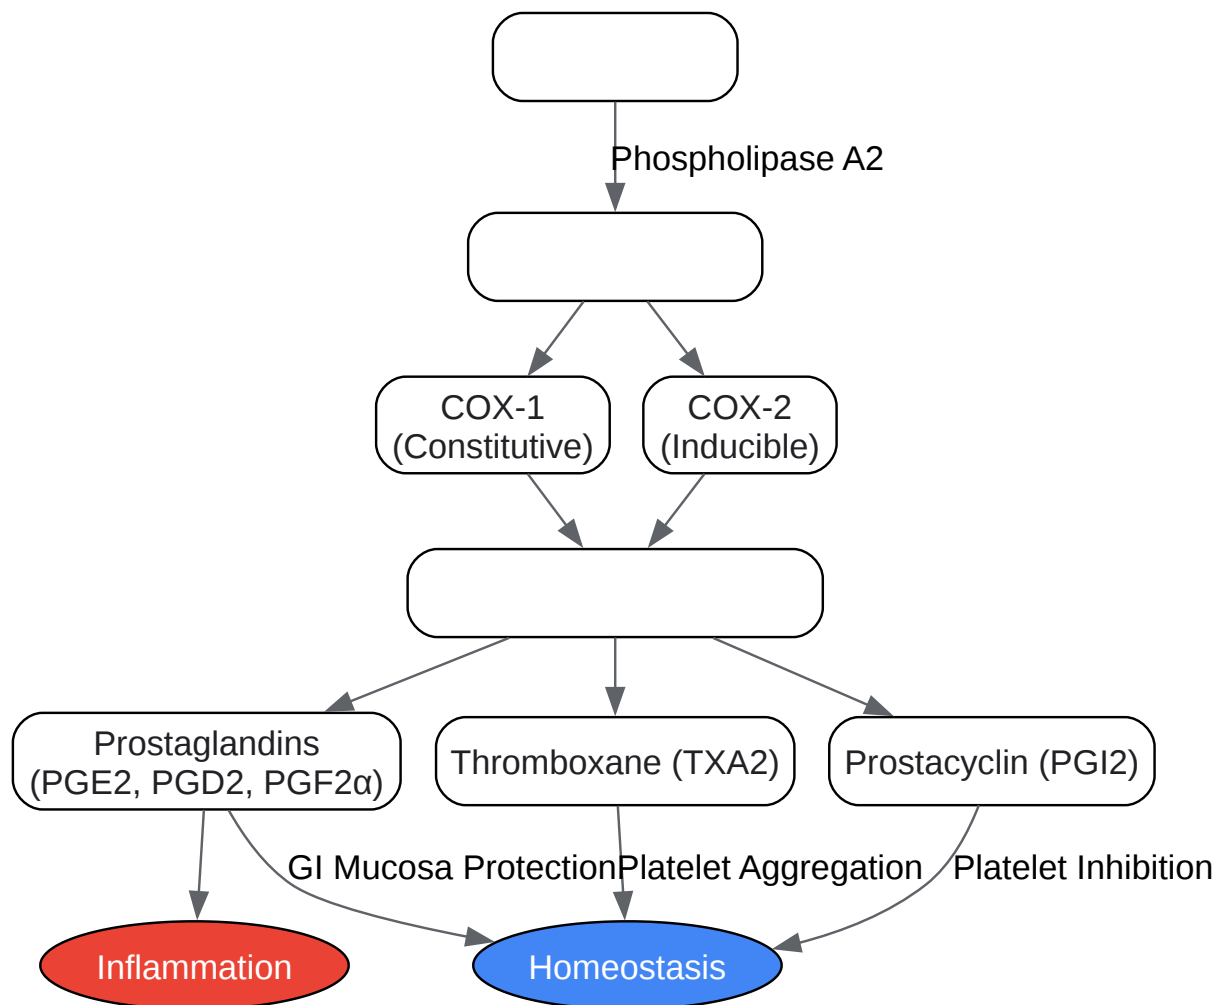 Phospholipase A2
COX-1
(Constitutive)
COX-2
(Inducible)
Prostaglandins
(PGE2, PGD2, PGF2α)
Thromboxane (TXA2)
Prostacyclin (PGI2)
GI Mucosa Protection
Platelet Aggregation
Platelet Inhibition
Inflammation
Homeostasis